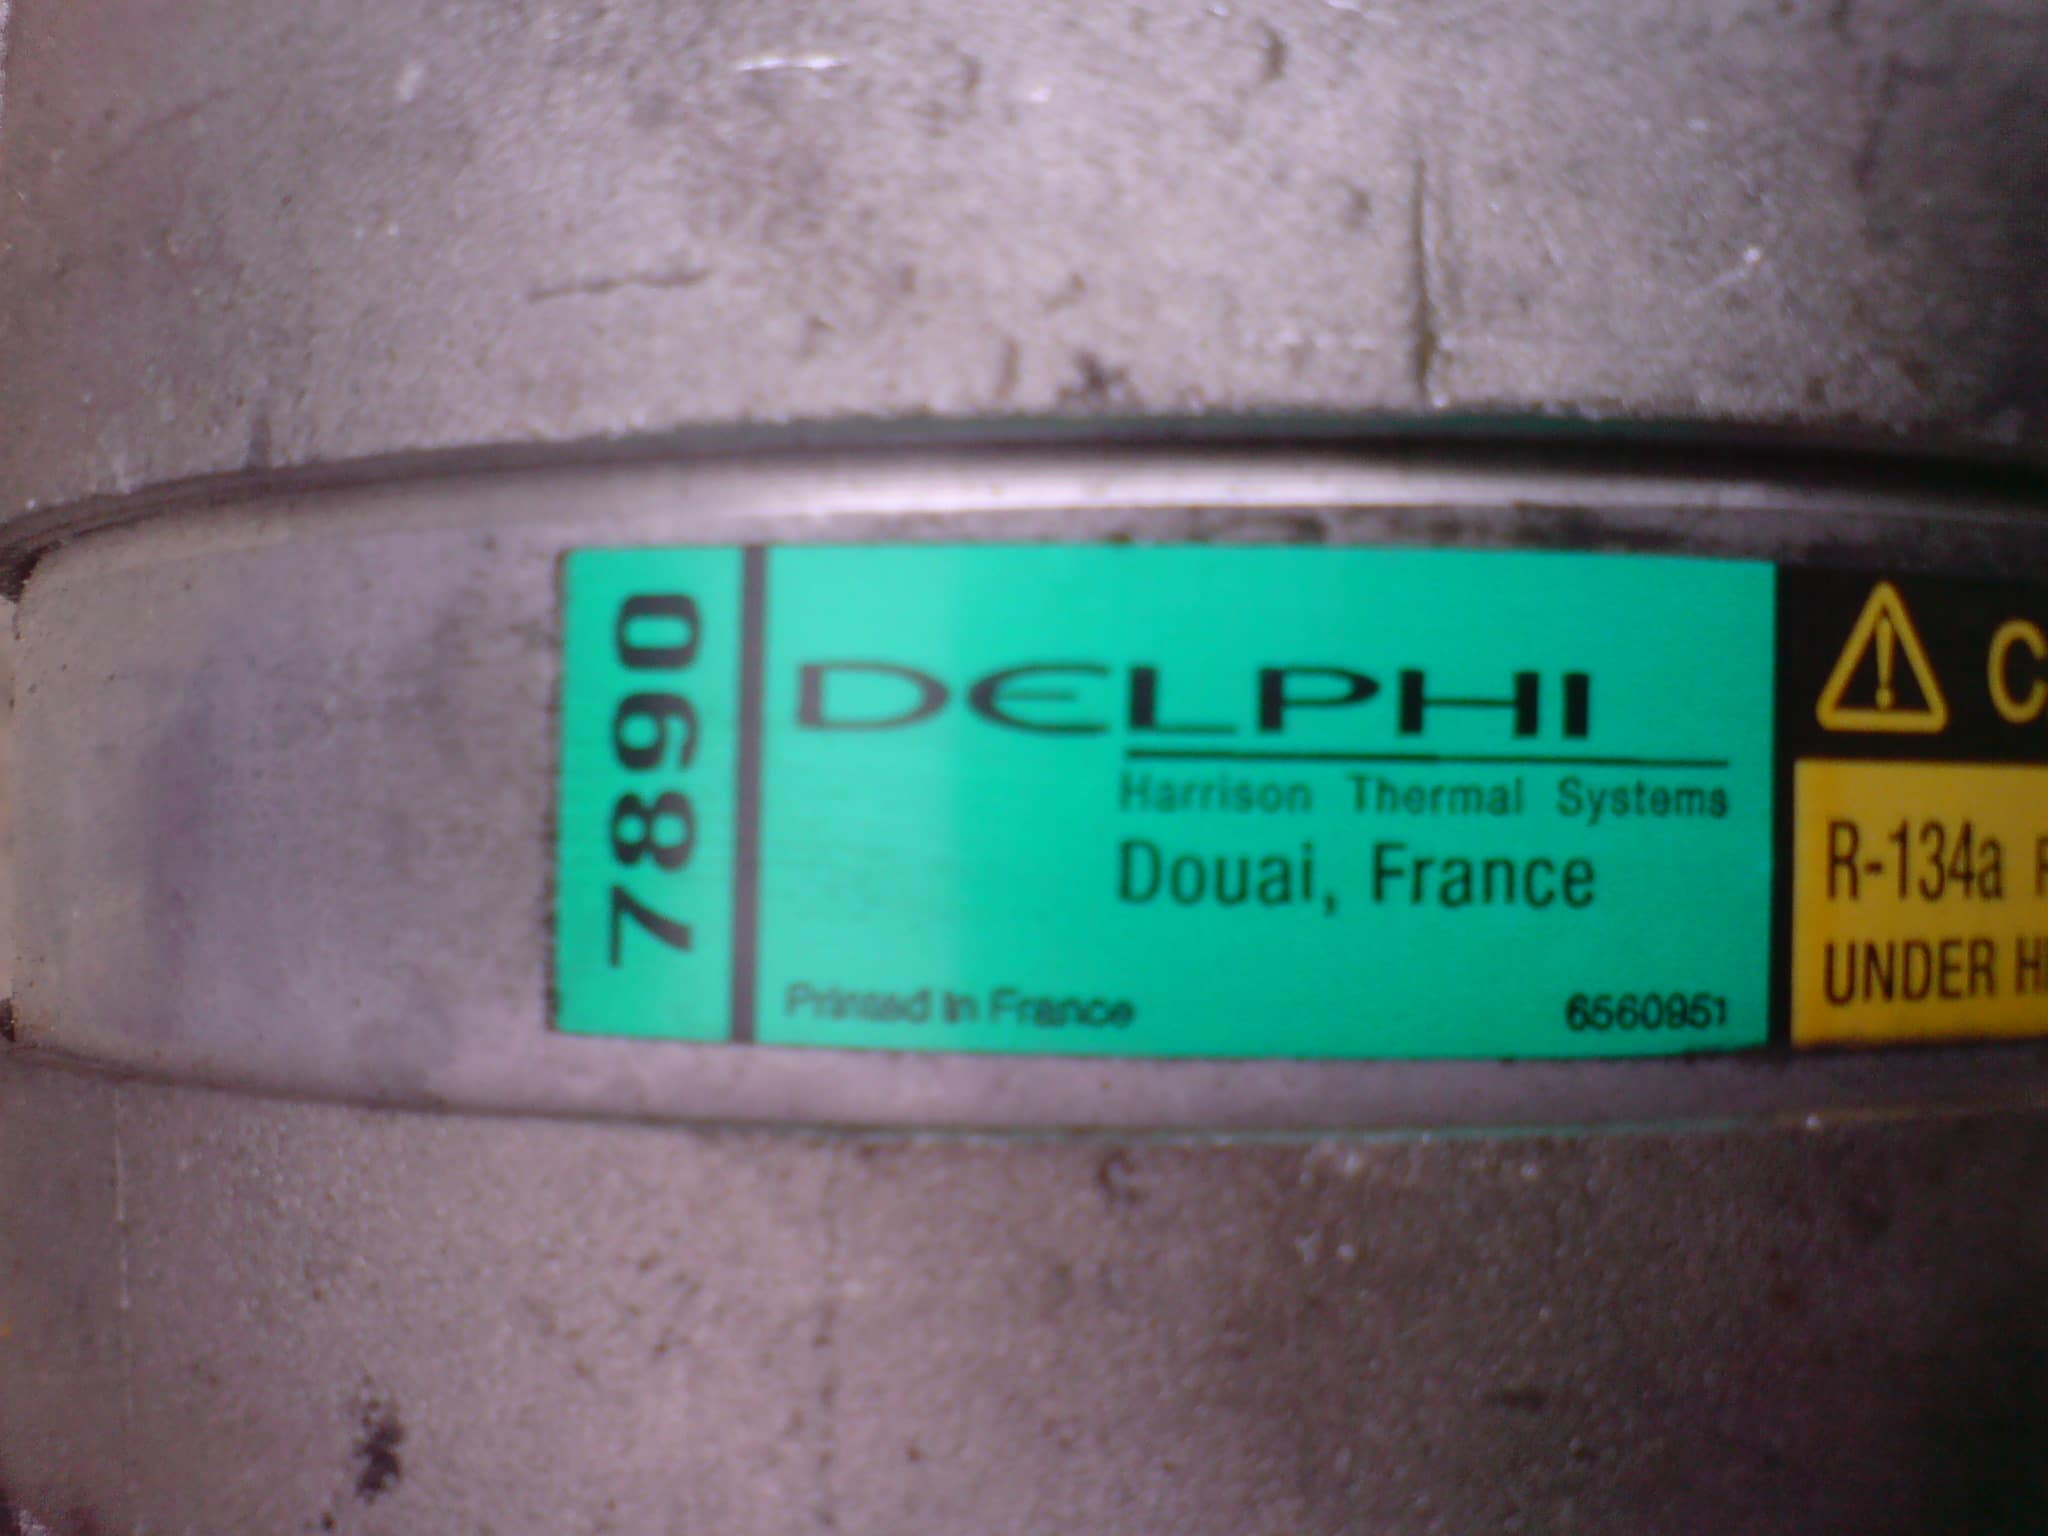 7890
DELPHI
Harrison Thermal Systems
Douai, France
Printed in France
6560951
R-134a
UNDER